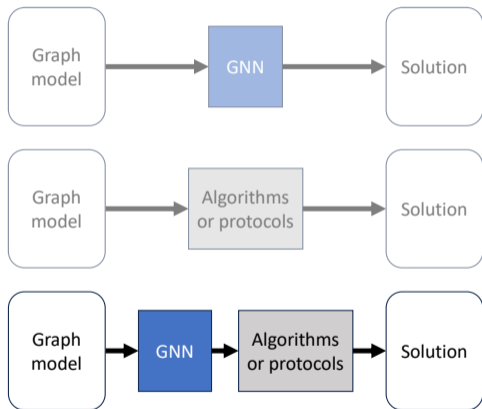 Graph
model
GNN
Solution
Graph
model
Algorithms
or protocols
Solution
Graph
model
GNN
Algorithms
or protocols
Solution